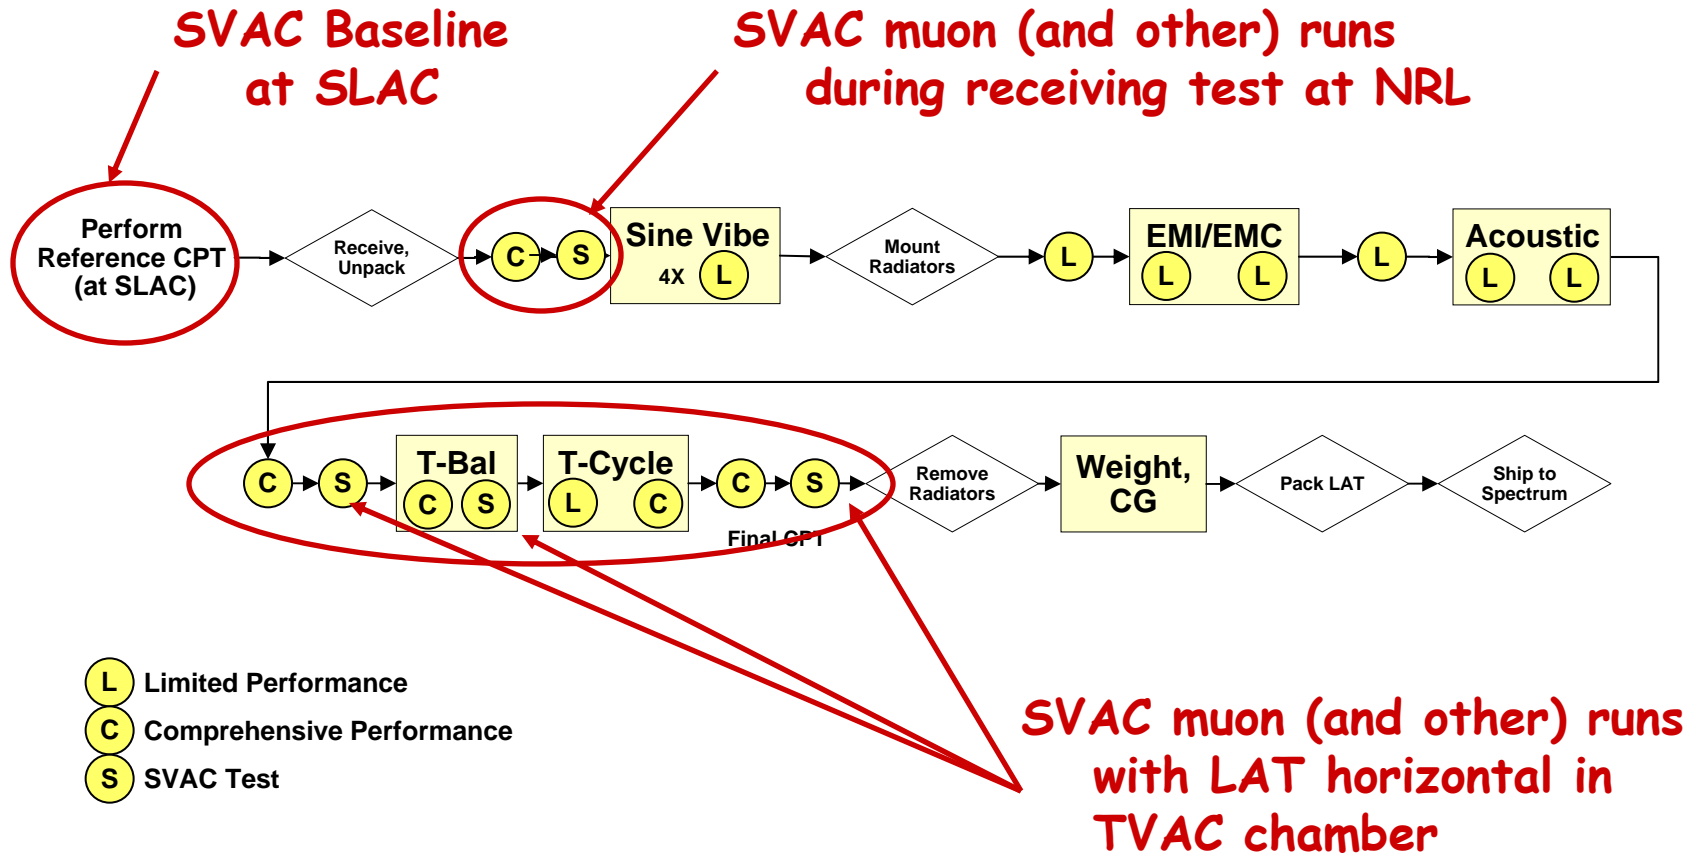 SVAC Baseline
at SLAC
SVAC muon (and other) runs
during receiving test at NRL
Perform
Reference CPT
(at SLAC)
Receive,
Unpack
C
S
Sine Vibe
4X
L
Mount
Radiators
L
EMI/EMC
L
L
L
Acoustic
L
L
C
S
T-Bal
C
S
T-Cycle
L
C
C
S
Final CPT
Remove
Radiators
Weight,
CG
Pack LAT
Ship to
Spectrum
L
Limited Performance
C
Comprehensive Performance
S
SVAC Test
SVAC muon (and other) runs
with LAT horizontal in
TVAC chamber